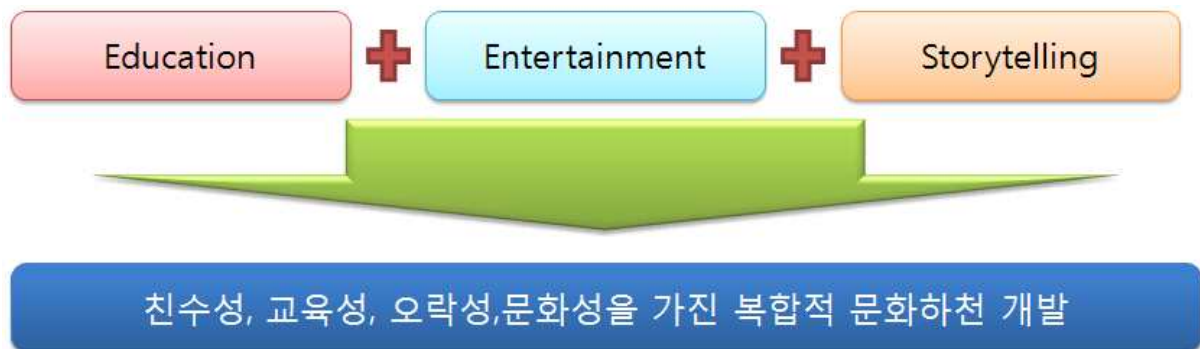 Education Entertainment Storytelling
친수성, 교육성, 오락성,문화성을 가진 복합적 문화하천 개발